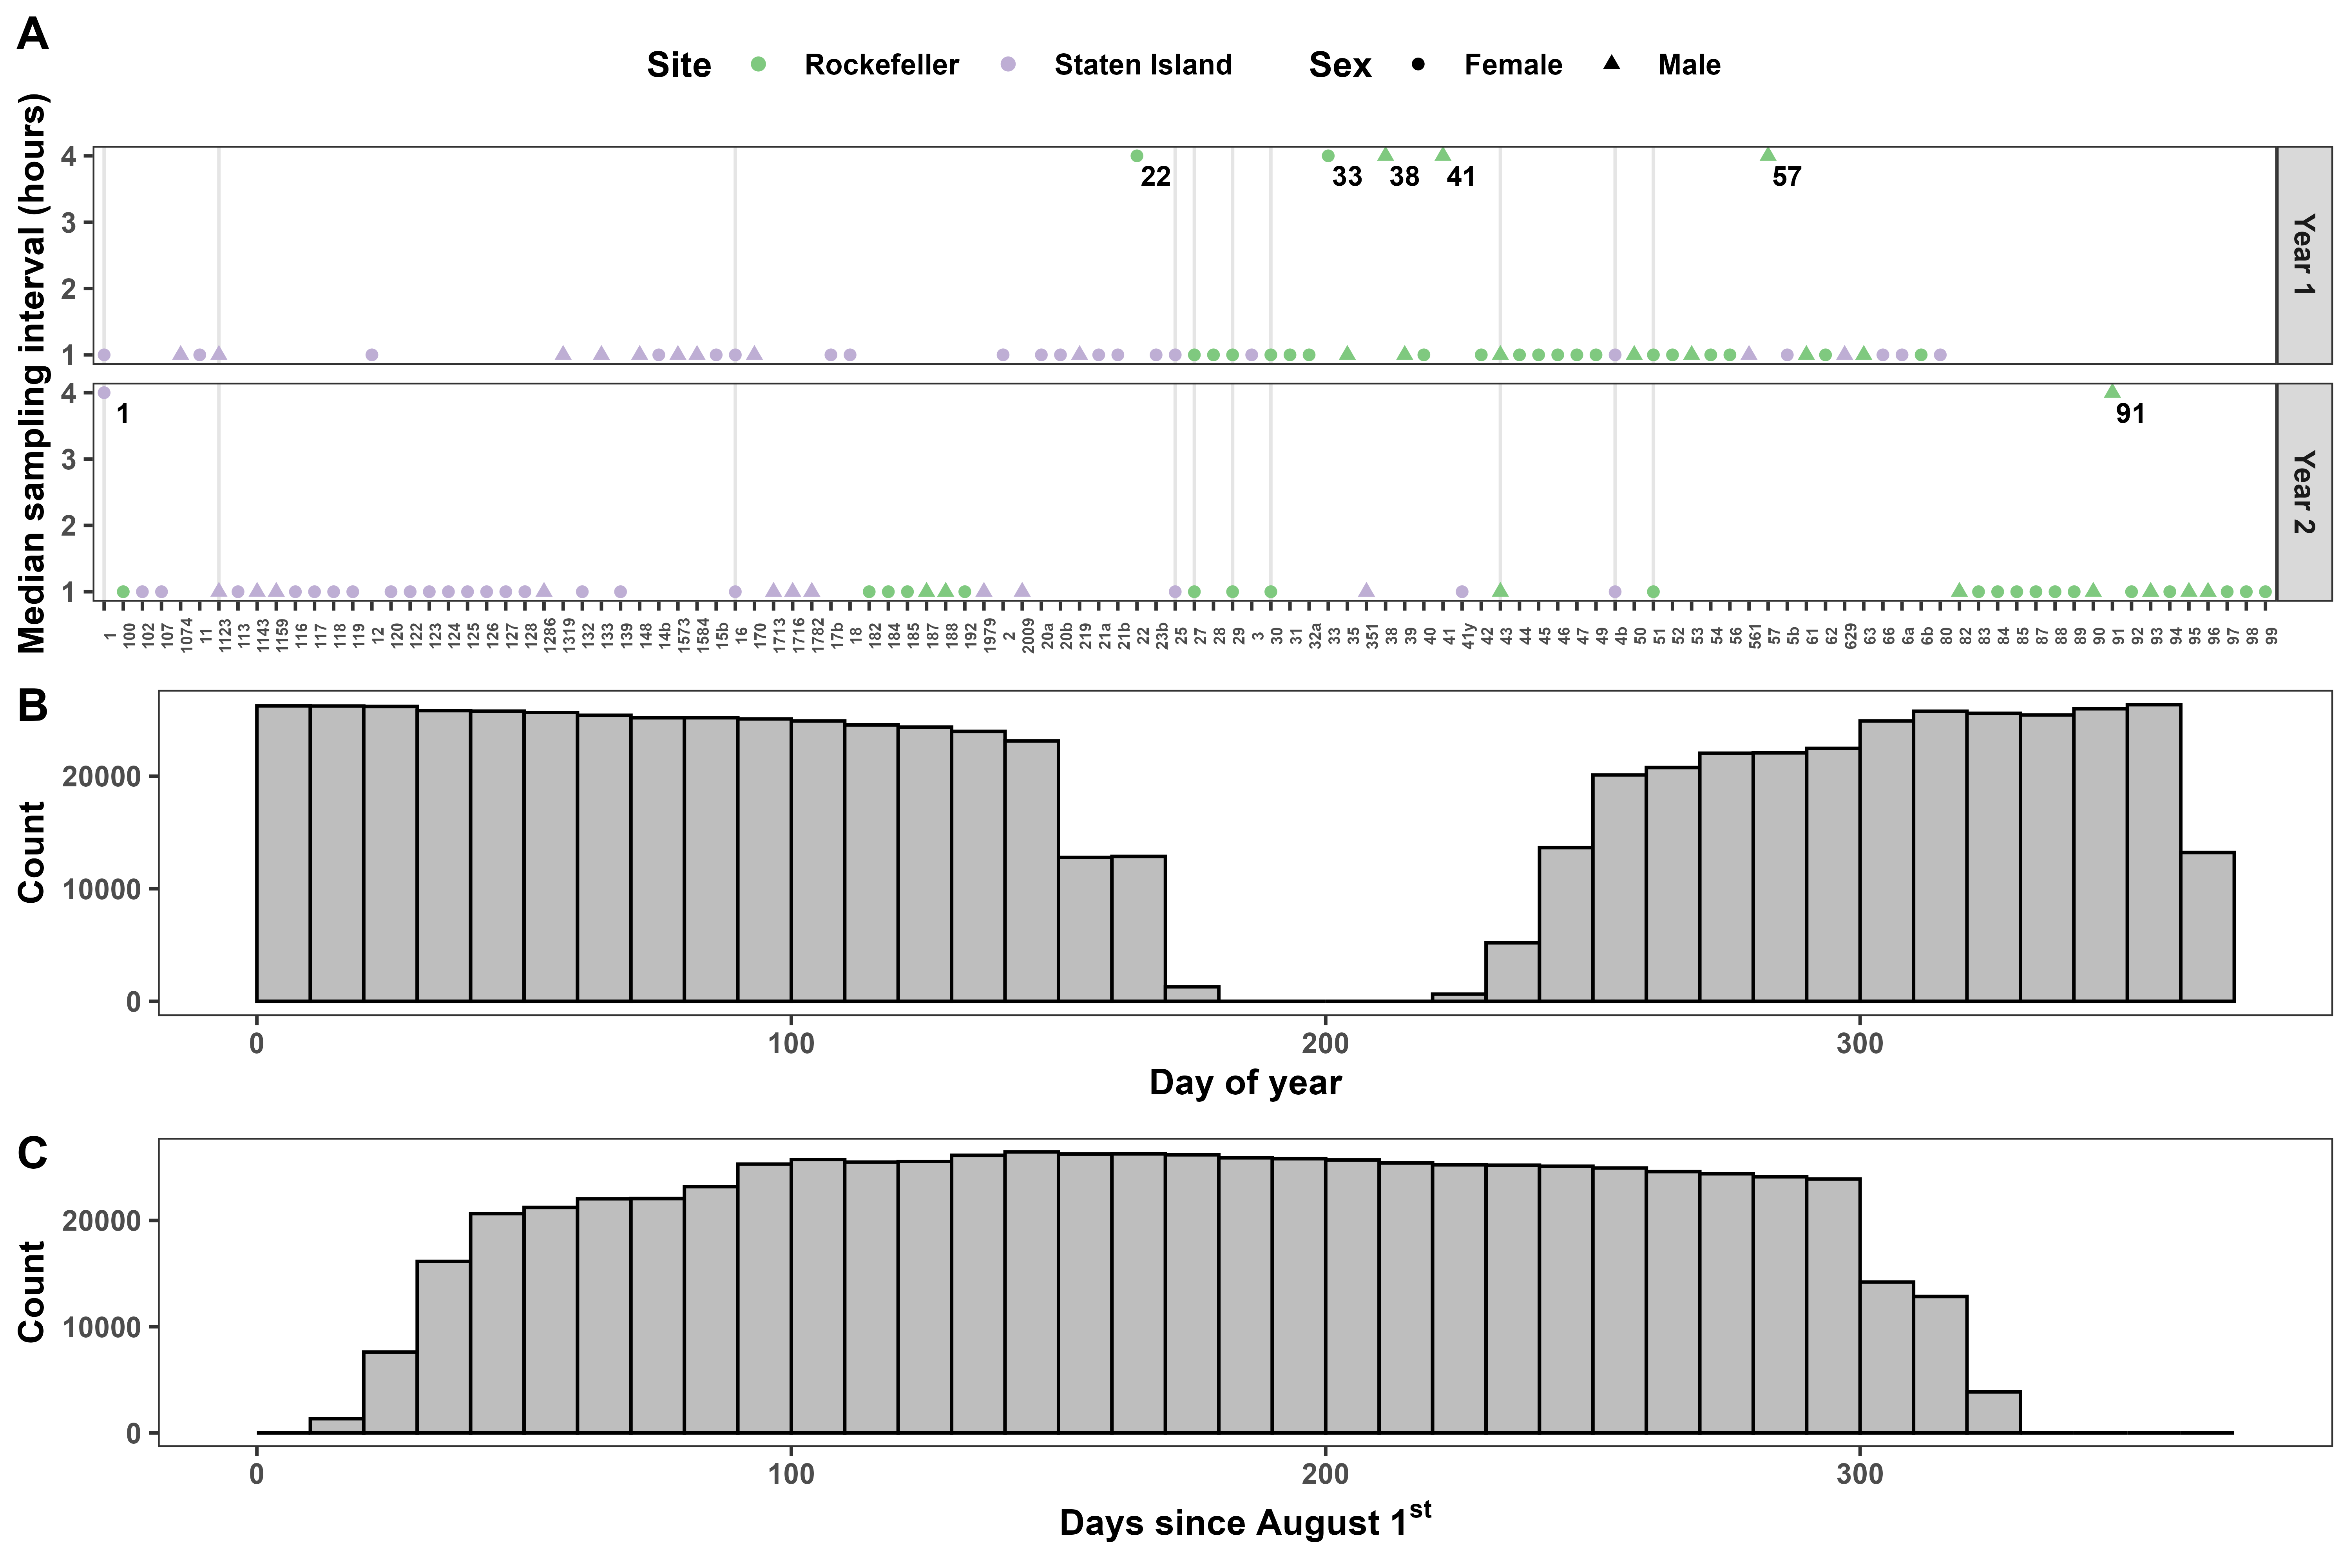 A
Site Rockefeller Staten Island Sex Female Male
Median sampling interval (hours)
4
3
2
1
22 33 38 41 57
Year 1
4
3
2
1
1 91
Year 2
1 100 102 107 1074 11 1123 113 1143 1159 116 117 118 119 12 120 122 123 124 125 126 127 128 1286 1319 132 133 139 148 14b 1573 1584 15b 16 170 1713 1716 1782 17b 18 182 184 185 187 188 192 1979 2 2009 20a 20b 219 21a 21b 22 23b 25 27 28 29 3 30 31 32a 33 35 351 38 39 40 41 41y 42 43 44 45 46 47 49 4b 50 51 52 53 54 56 561 57 5b 61 62 629 63 66 6a 6b 80 82 83 84 85 87 88 89 90 91 92 93 94 95 96 97 98 99
B
Count
20000
10000
0
0 100 200 300
Day of year
C
Count
20000
10000
0
0 100 200 300
Days since August 1st